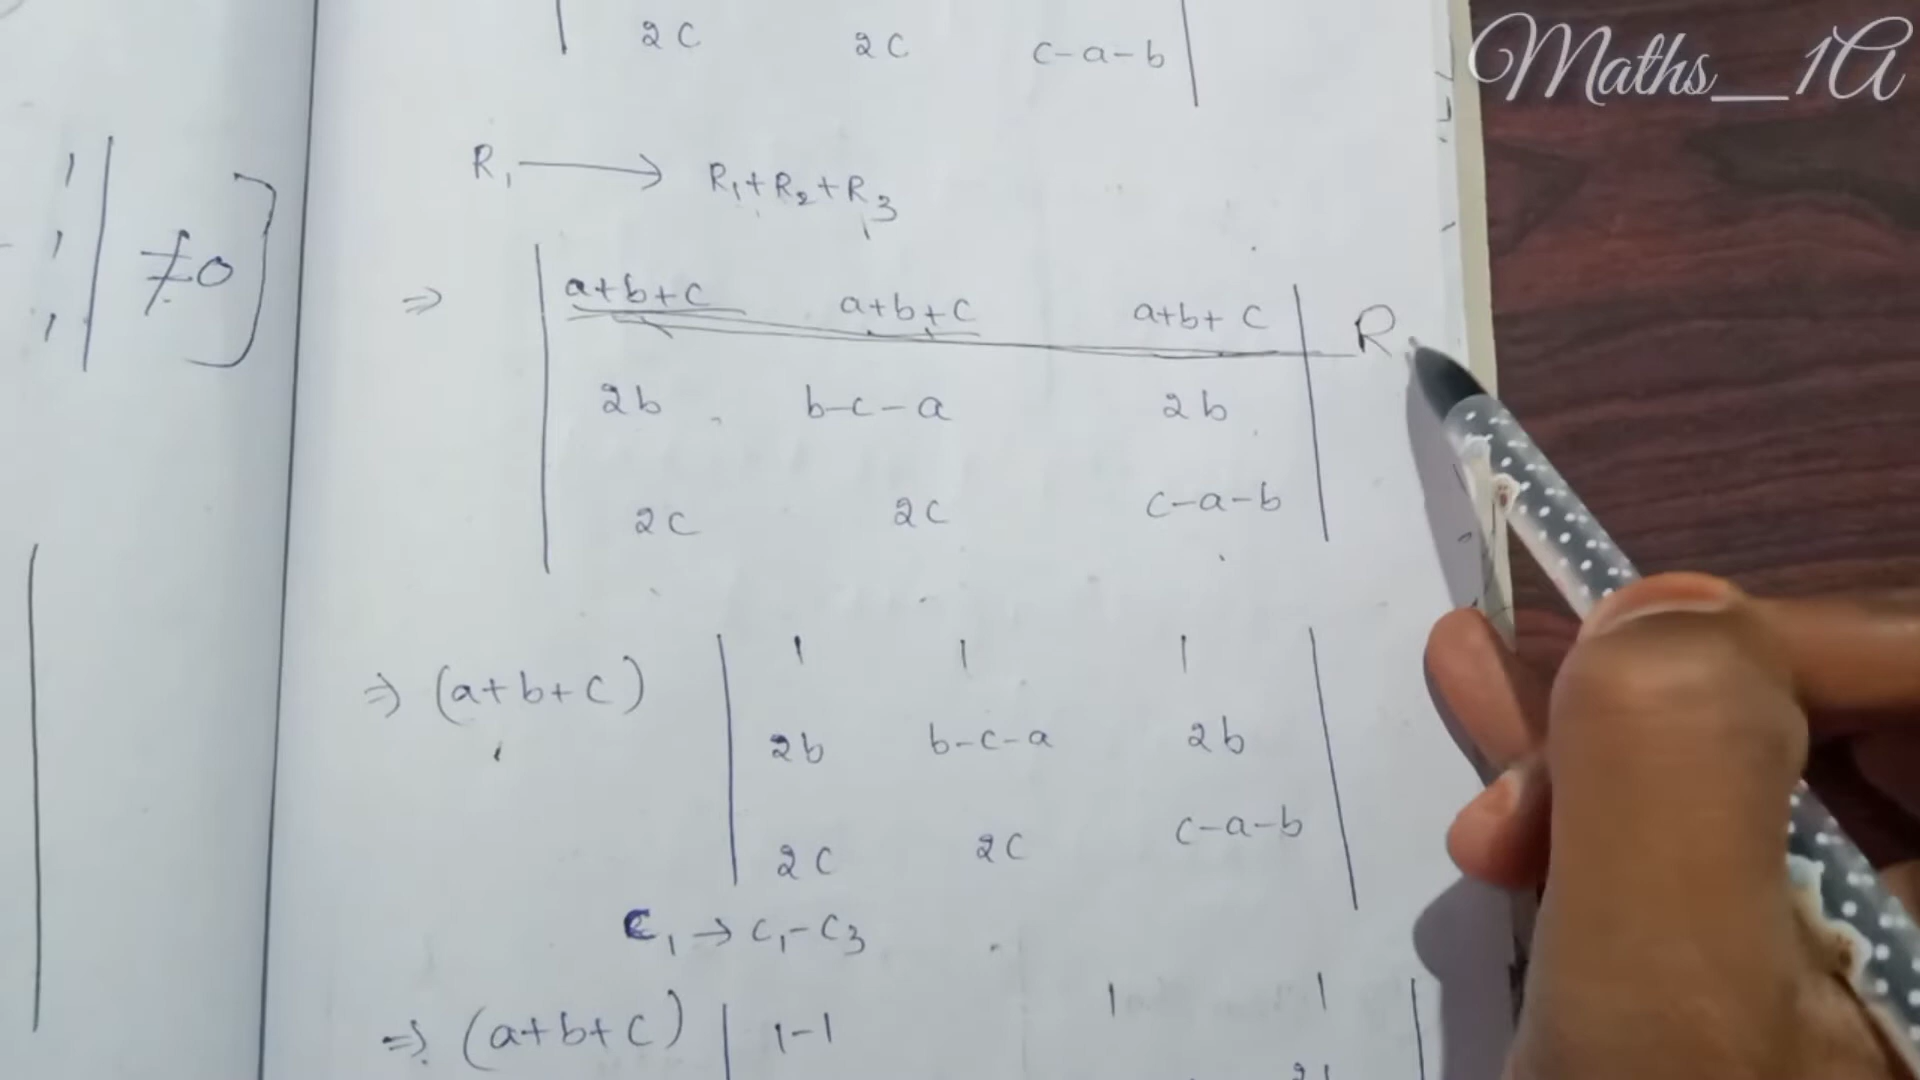 Maths_1A
2c 2c c-a-b
R₁ → R₁+R₂+R₃
≠0
⇒ a+b+c a+b+c a+b+c R
2b b-c-a 2b
2c 2c c-a-b
⇒ (a+b+c) 1 1 1
2b b-c-a 2b
2c 2c c-a-b
C₁ → C₁-C₃
⇒ (a+b+c) 1-1 1 1